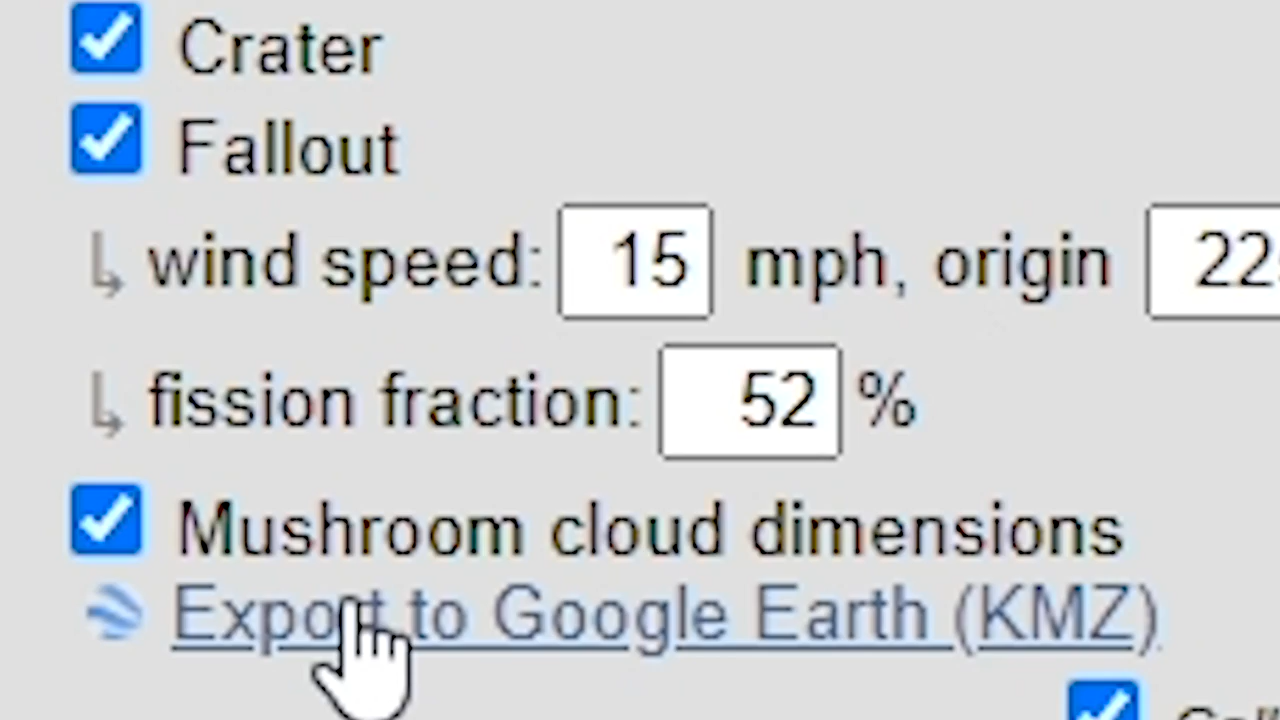 Crater
Fallout
wind speed: 15 mph, origin
fission fraction: 52 %
Mushroom cloud dimensions
Export to Google Earth (KMZ)